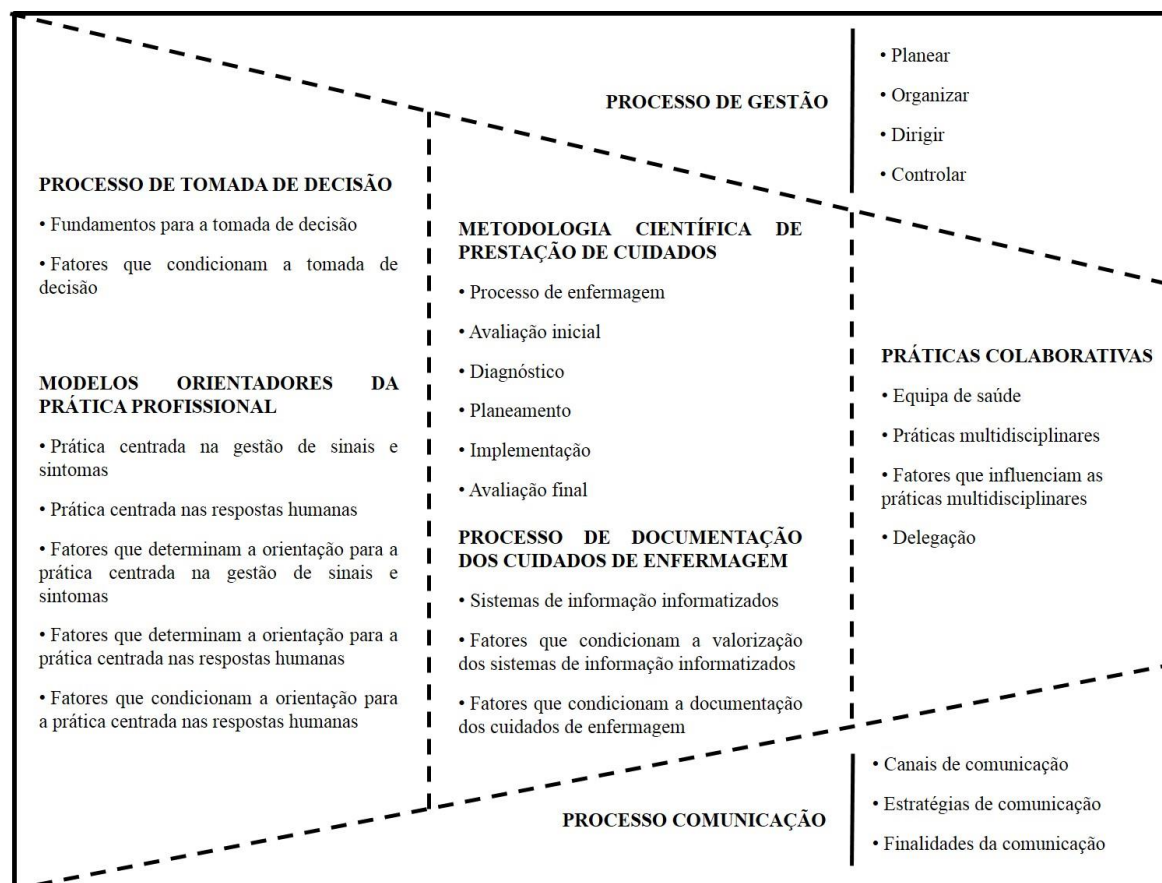 PROCESSO DE GESTÃO
• Planear
• Organizar
• Dirigir
• Controlar
PROCESSO DE TOMADA DE DECISÃO
• Fundamentos para a tomada de decisão
• Fatores que condicionam a tomada de
decisão
MODELOS ORIENTADORES DA
PRÁTICA PROFISSIONAL
• Prática centrada na gestão de sinais e
sintomas
• Prática centrada nas respostas humanas
• Fatores que determinam a orientação para a
prática centrada na gestão de sinais e
sintomas
• Fatores que determinam a orientação para a
prática centrada nas respostas humanas
• Fatores que condicionam a orientação para
a prática centrada nas respostas humanas
METODOLOGIA CIENTÍFICA DE
PRESTAÇÃO DE CUIDADOS
• Processo de enfermagem
• Avaliação inicial
• Diagnóstico
• Planeamento
• Implementação
• Avaliação final
PROCESSO DE DOCUMENTAÇÃO
DOS CUIDADOS DE ENFERMAGEM
• Sistemas de informação informatizados
• Fatores que condicionam a valorização
dos sistemas de informação informatizados
• Fatores que condicionam a documentação
dos cuidados de enfermagem
PRÁTICAS COLABORATIVAS
• Equipa de saúde
• Práticas multidisciplinares
• Fatores que influenciam as
práticas multidisciplinares
• Delegação
PROCESSO COMUNICAÇÃO
• Canais de comunicação
• Estratégias de comunicação
• Finalidades da comunicação